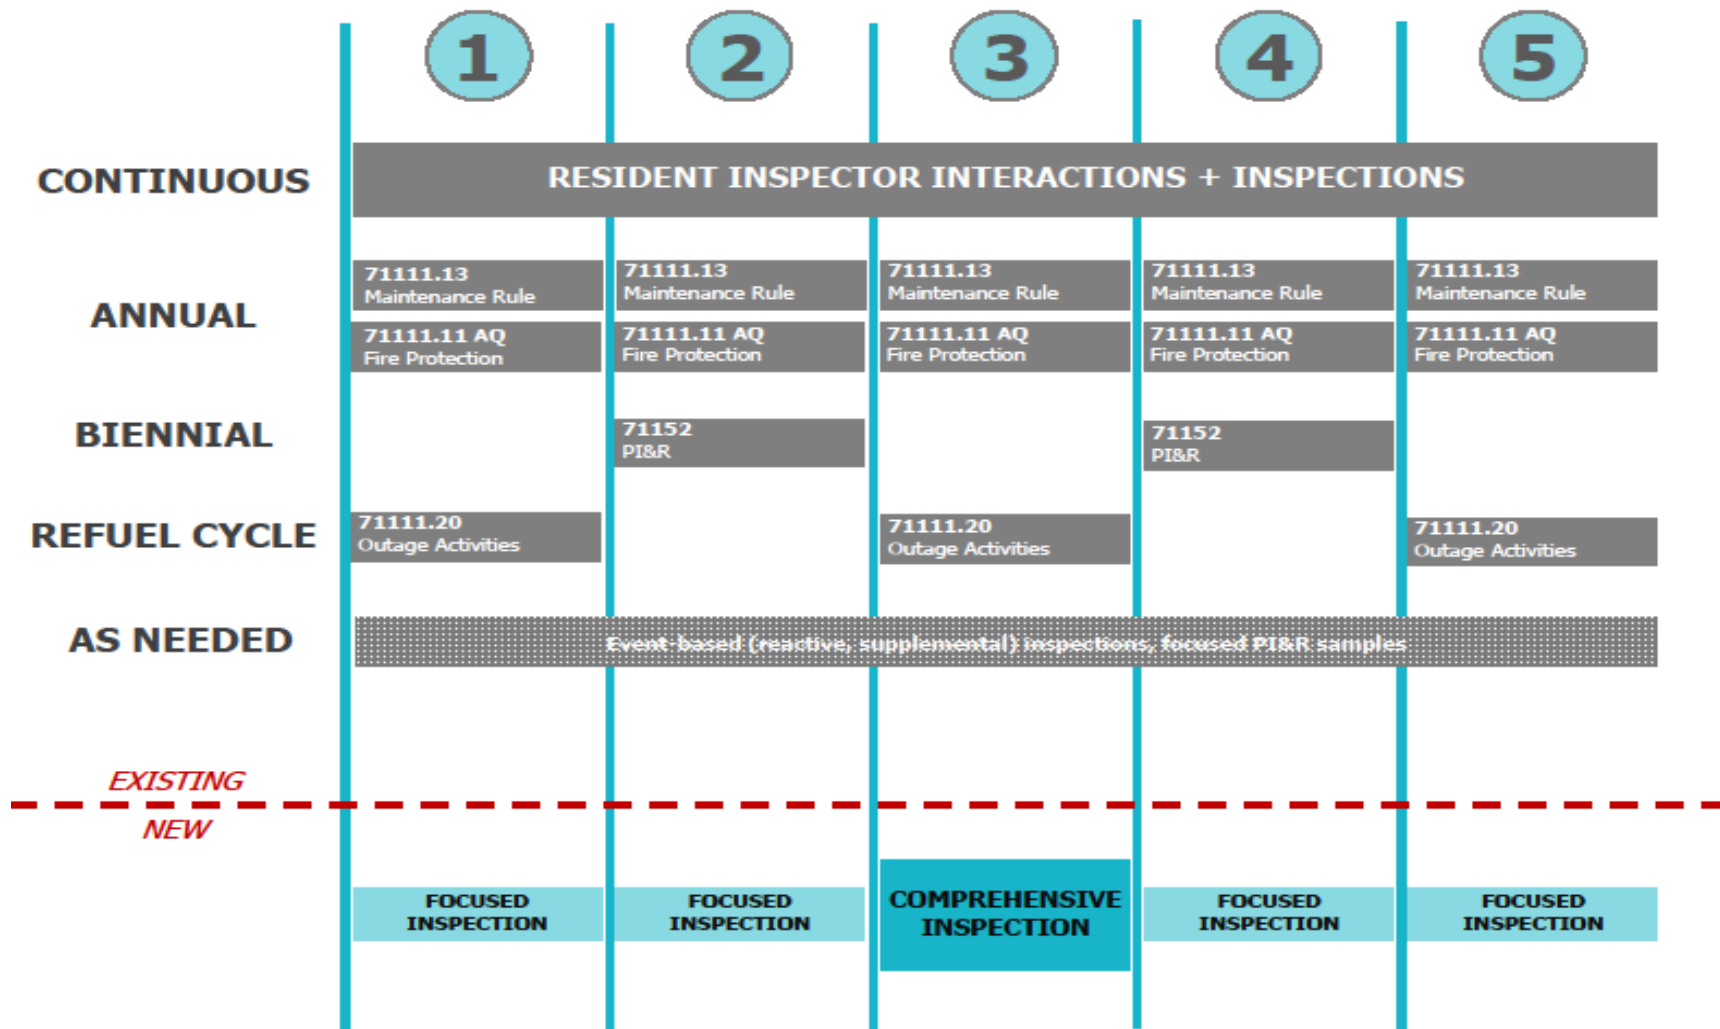 1 2 3 4 5
CONTINUOUS
RESIDENT INSPECTOR INTERACTIONS + INSPECTIONS
ANNUAL
71111.13 71111.13 71111.13 71111.13 71111.13
Maintenance Rule Maintenance Rule Maintenance Rule Maintenance Rule Maintenance Rule
71111.11 AQ 71111.11 AQ 71111.11 AQ 71111.11 AQ 71111.11 AQ
Fire Protection Fire Protection Fire Protection Fire Protection Fire Protection
BIENNIAL
71152 71152
PI&R PI&R
REFUEL CYCLE
71111.20 71111.20 71111.20
Outage Activities Outage Activities Outage Activities
AS NEEDED
Event-based (reactive, supplemental) inspections, focused PI&R samples
EXISTING
NEW
FOCUSED
INSPECTION
FOCUSED
INSPECTION
COMPREHENSIVE
INSPECTION
FOCUSED
INSPECTION
FOCUSED
INSPECTION